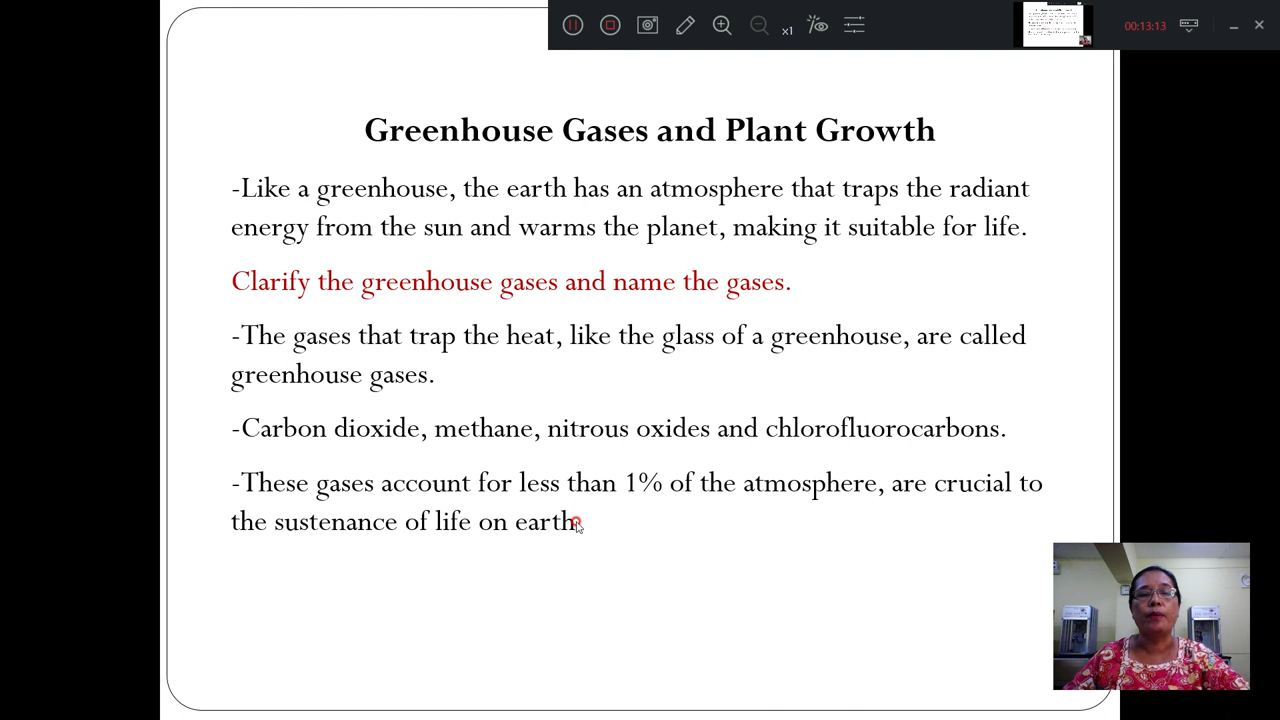 x1
00:13:13
Greenhouse Gases and Plant Growth
-Like a greenhouse, the earth has an atmosphere that traps the radiant
energy from the sun and warms the planet, making it suitable for life.
Clarify the greenhouse gases and name the gases.
-The gases that trap the heat, like the glass of a greenhouse, are called
greenhouse gases.
-Carbon dioxide, methane, nitrous oxides and chlorofluorocarbons.
-These gases account for less than 1% of the atmosphere, are crucial to
the sustenance of life on earth.